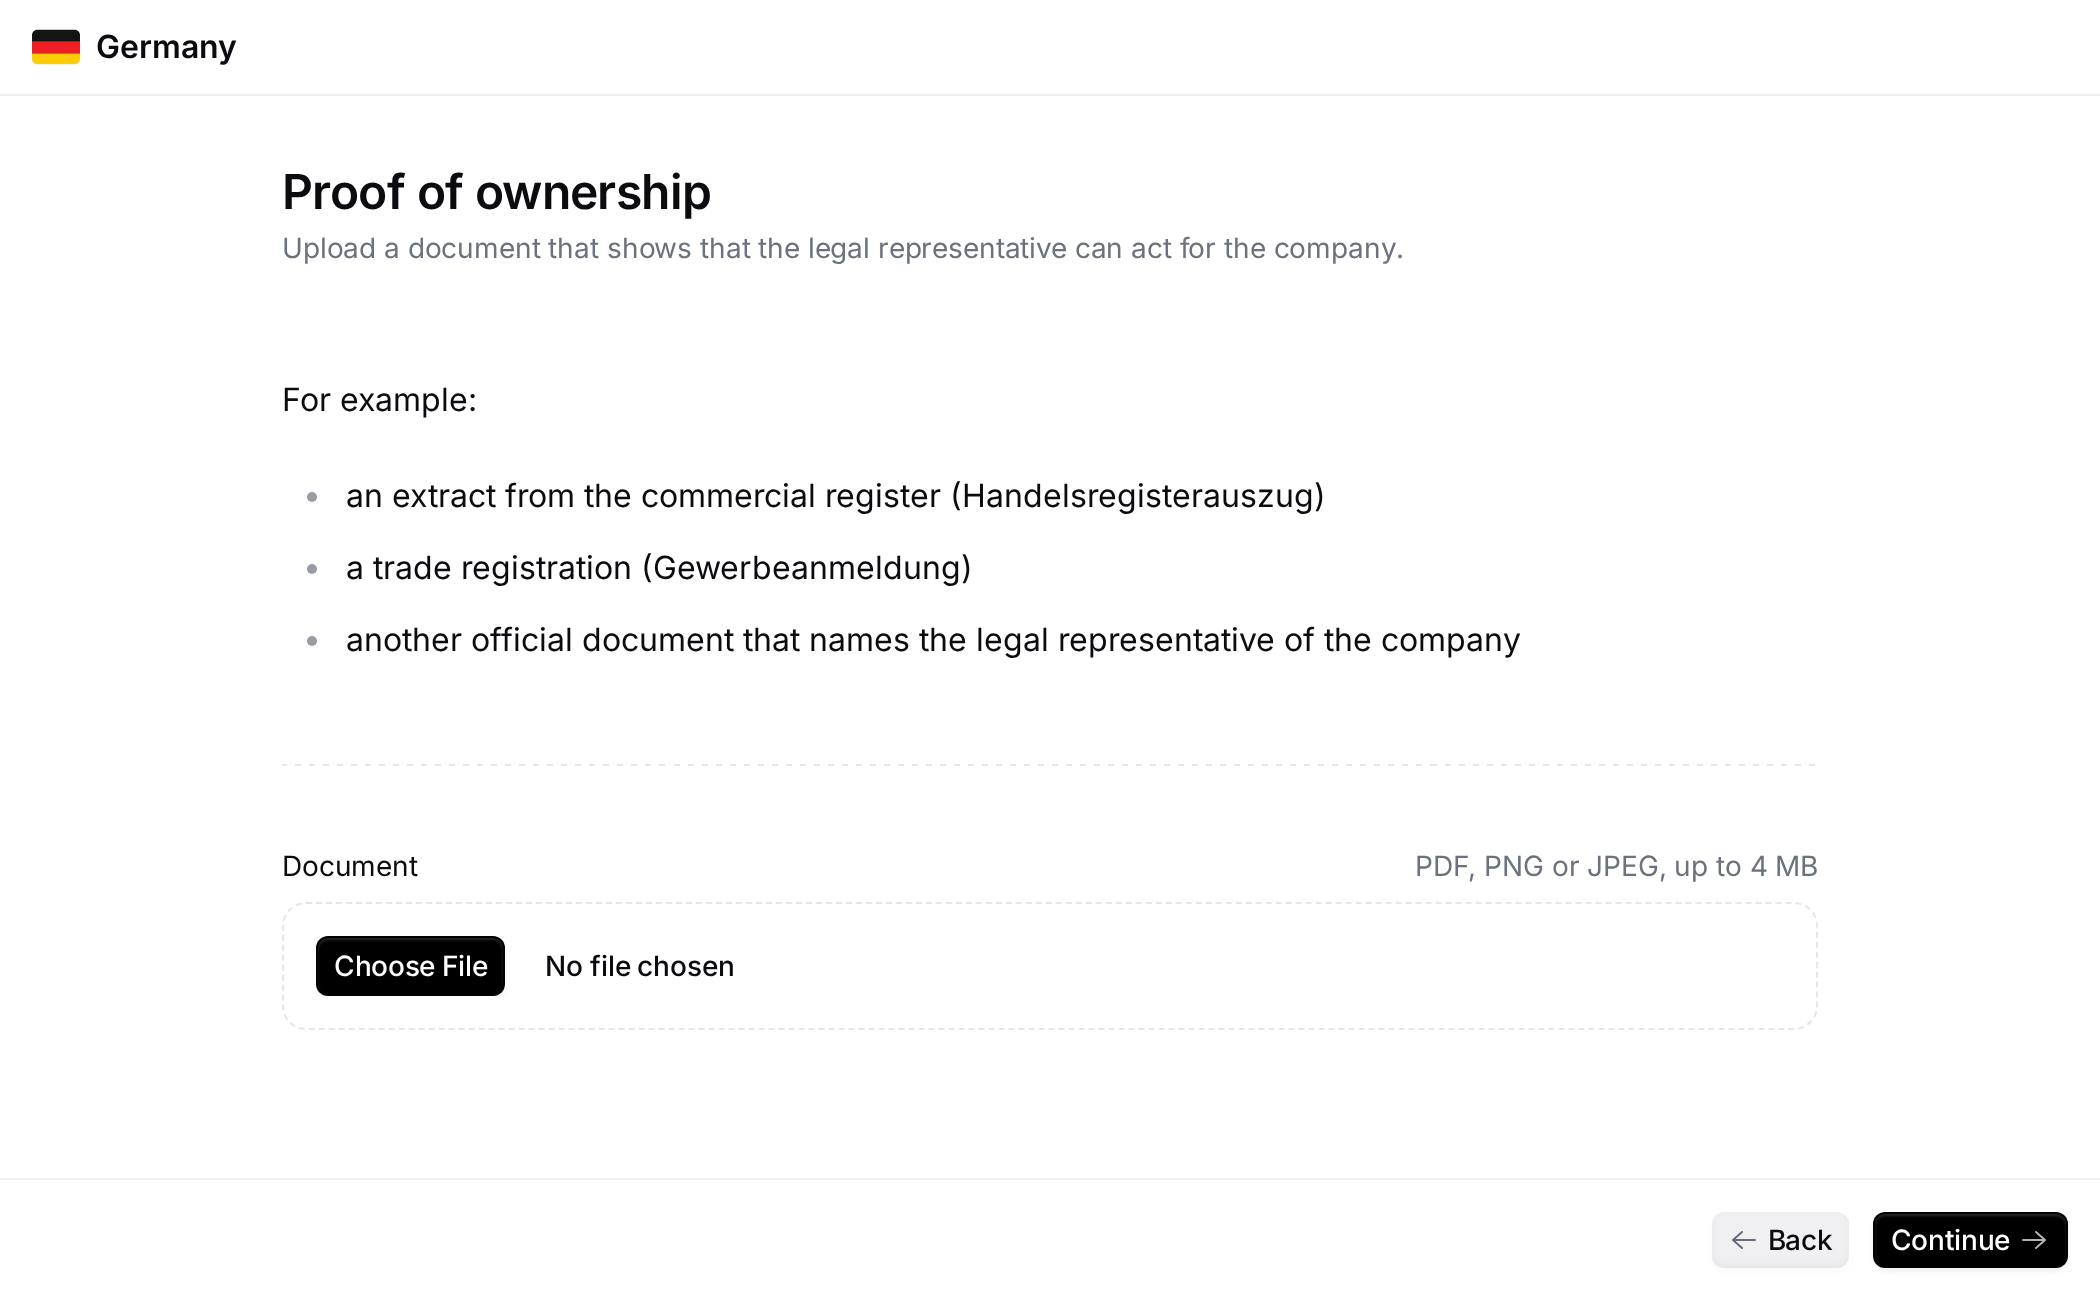 Germany
Proof of ownership
Upload a document that shows that the legal representative can act for the company.
For example:
an extract from the commercial register (Handelsregisterauszug)
a trade registration (Gewerbeanmeldung)
another official document that names the legal representative of the company
Document
PDF, PNG or JPEG, up to 4 MB
Choose File
No file chosen
Back
Continue